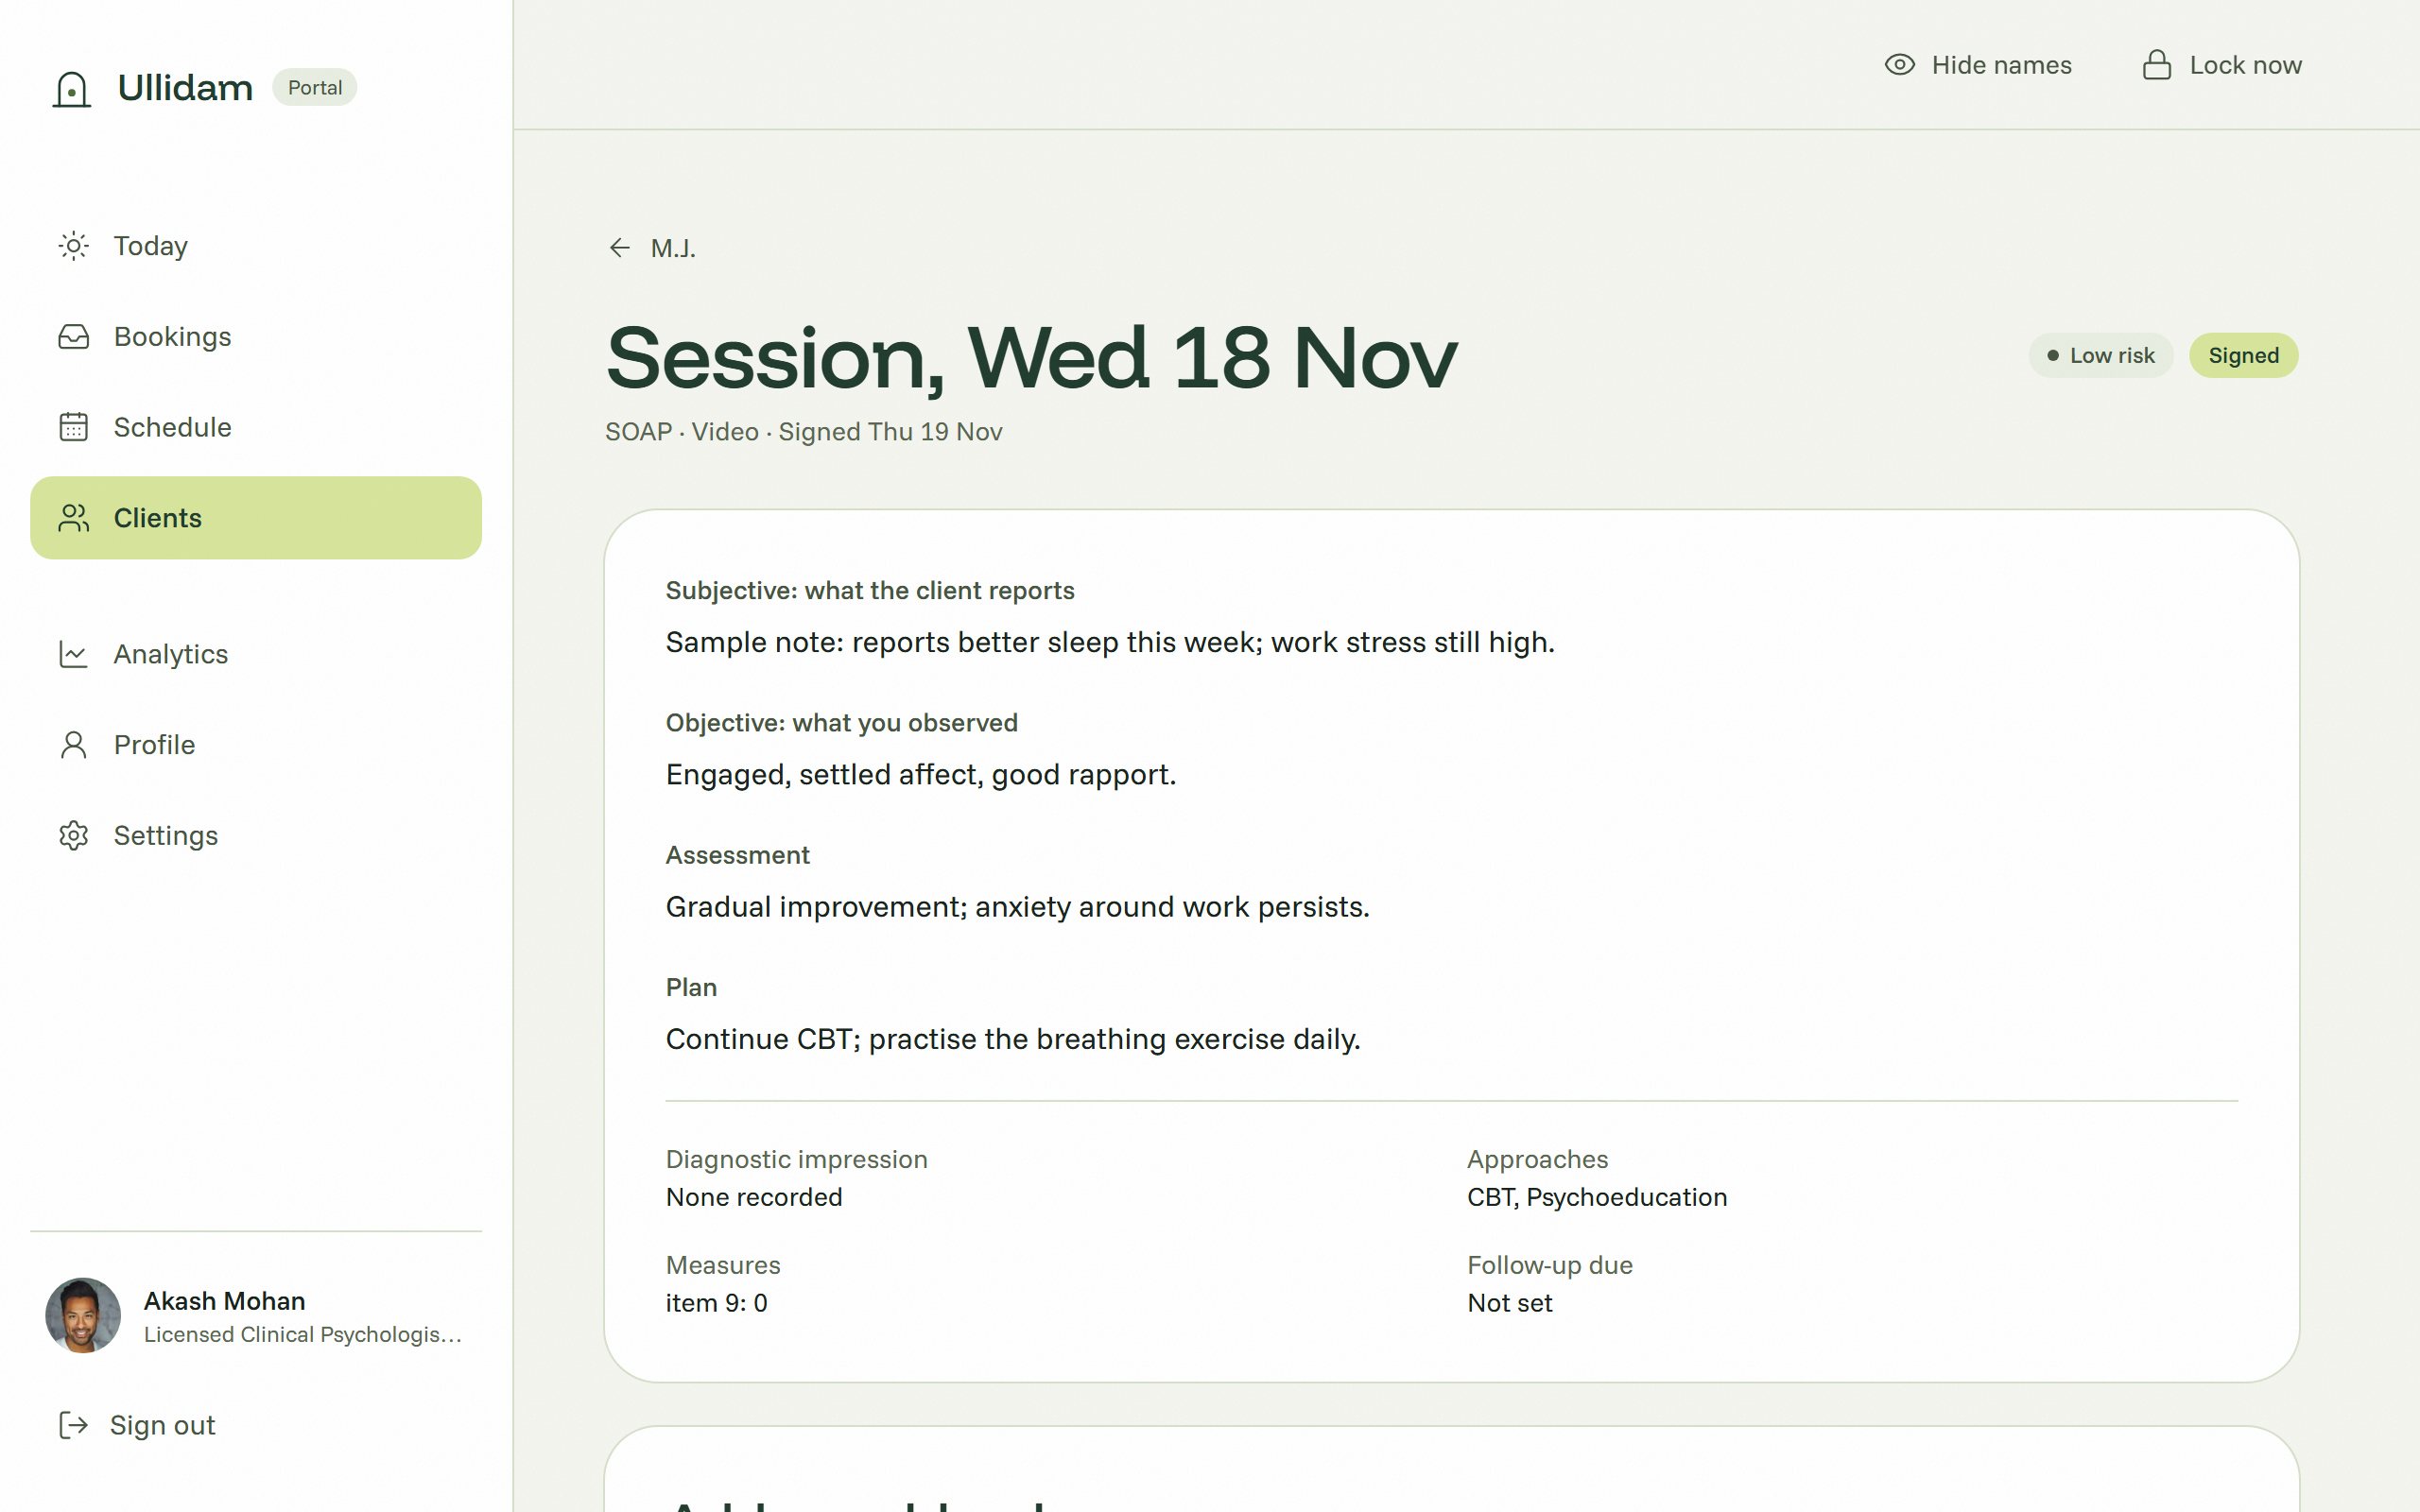 Ullidam Portal
Hide names
Lock now
Today
Bookings
Schedule
Clients
Analytics
Profile
Settings
Akash Mohan
Licensed Clinical Psychologis...
Sign out
M.J.
Session, Wed 18 Nov
Low risk
Signed
SOAP · Video · Signed Thu 19 Nov
Subjective: what the client reports
Sample note: reports better sleep this week; work stress still high.
Objective: what you observed
Engaged, settled affect, good rapport.
Assessment
Gradual improvement; anxiety around work persists.
Plan
Continue CBT; practise the breathing exercise daily.
Diagnostic impression
None recorded
Approaches
CBT, Psychoeducation
Measures
item 9: 0
Follow-up due
Not set